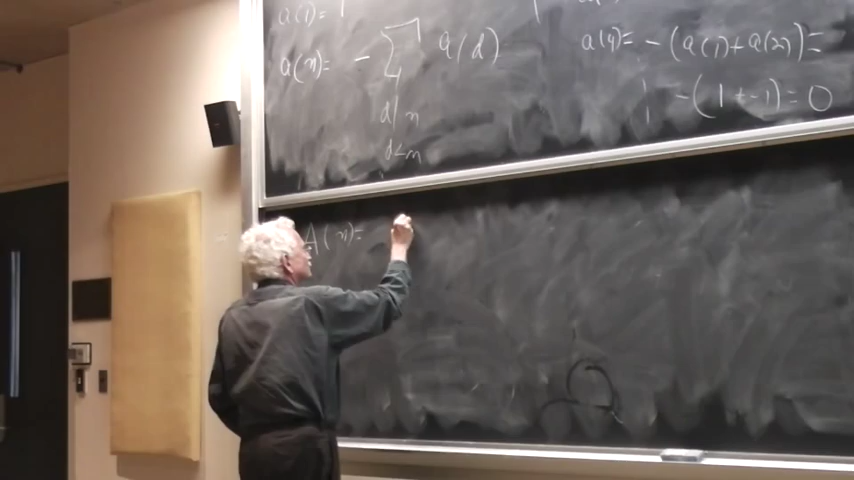 a(1)= 1
a(n)= - ∑ a(d)
d|n
d<n
a(4)= -(a(1)+a(2))=
-(1+-1)=0
A(n)=